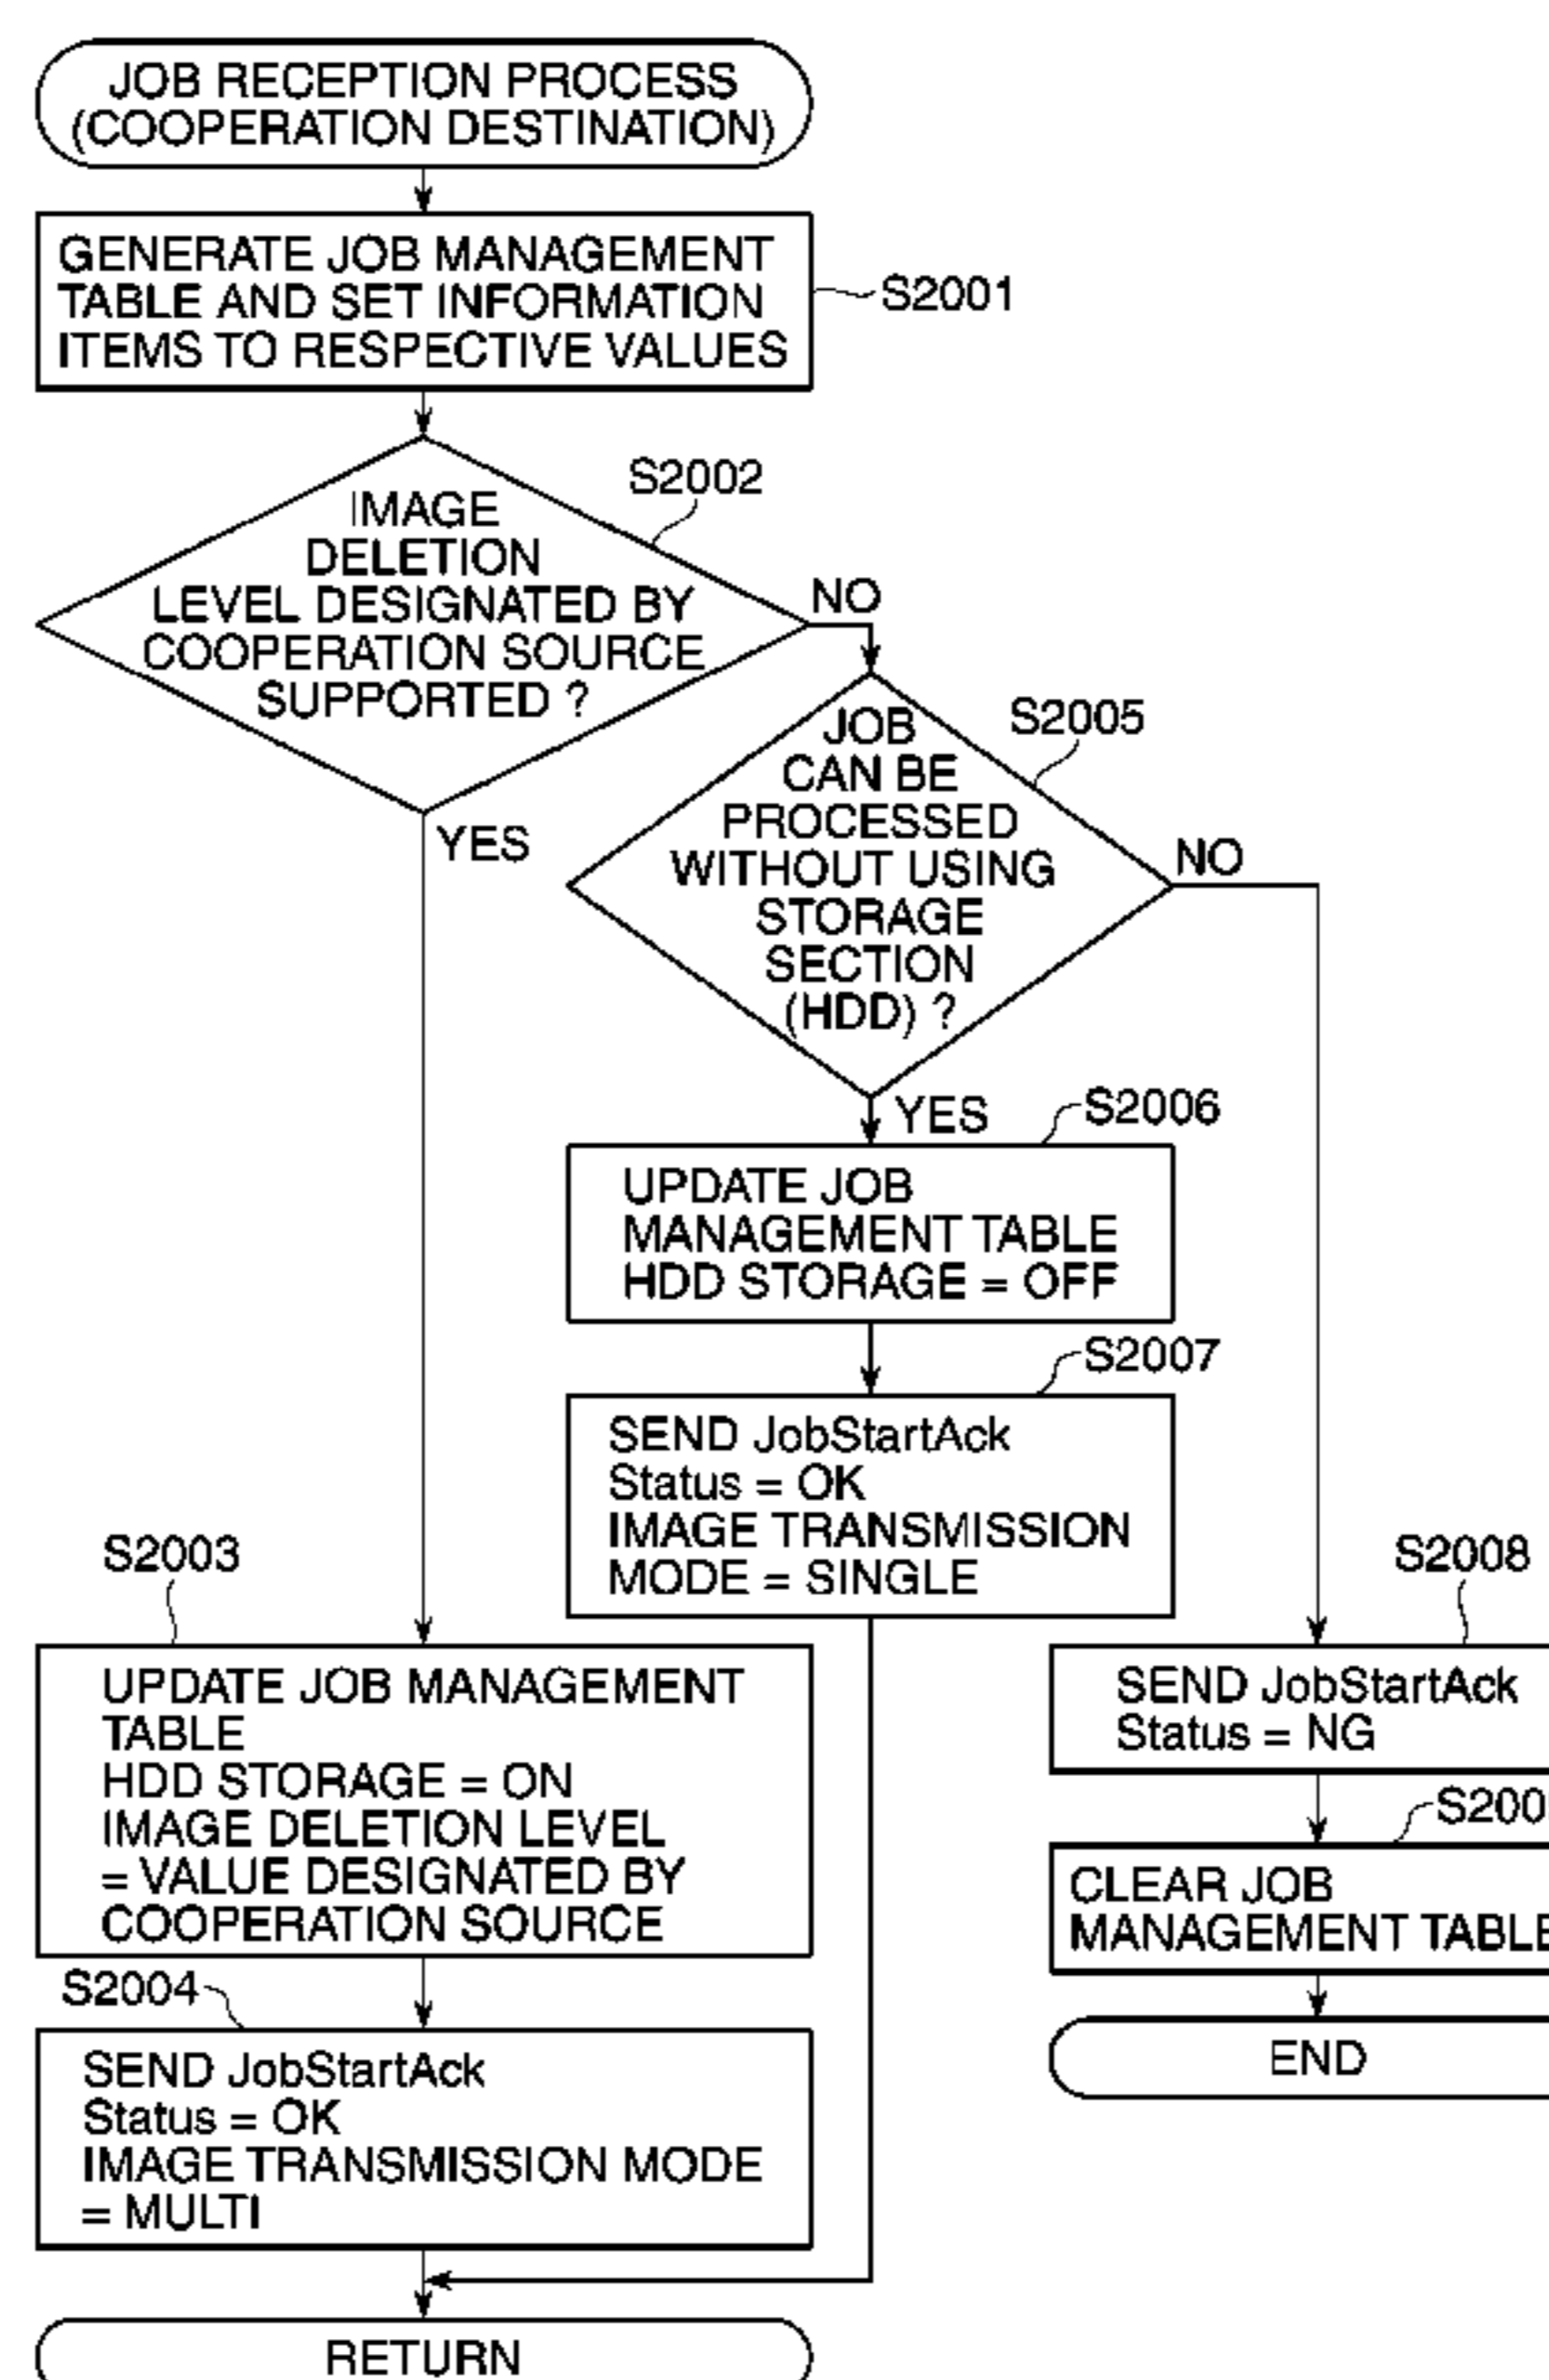 JOB RECEPTION PROCESS
(COOPERATION DESTINATION)
GENERATE JOB MANAGEMENT
TABLE AND SET INFORMATION
ITEMS TO RESPECTIVE VALUES
S2001
S2002
IMAGE
DELETION
LEVEL DESIGNATED BY
COOPERATION SOURCE
SUPPORTED ?
NO
YES
S2005
JOB
CAN BE
PROCESSED
WITHOUT USING
STORAGE
SECTION
(HDD) ?
NO
YES
S2006
UPDATE JOB
MANAGEMENT TABLE
HDD STORAGE = OFF
S2007
SEND JobStartAck
Status = OK
IMAGE TRANSMISSION
MODE = SINGLE
S2003
UPDATE JOB MANAGEMENT
TABLE
HDD STORAGE = ON
IMAGE DELETION LEVEL
= VALUE DESIGNATED BY
COOPERATION SOURCE
S2004
SEND JobStartAck
Status = OK
IMAGE TRANSMISSION MODE
= MULTI
S2008
SEND JobStartAck
Status = NG
S200
CLEAR JOB
MANAGEMENT TABLE
END
RETURN